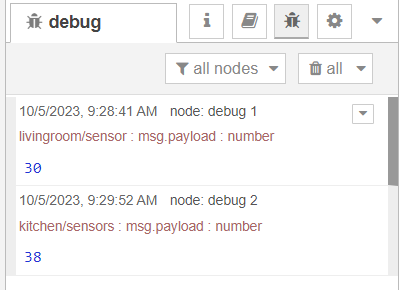 debug
all nodes
all
10/5/2023, 9:28:41 AM node: debug 1
livingroom/sensor : msg.payload : number
30
10/5/2023, 9:29:52 AM node: debug 2
kitchen/sensors : msg.payload : number
38